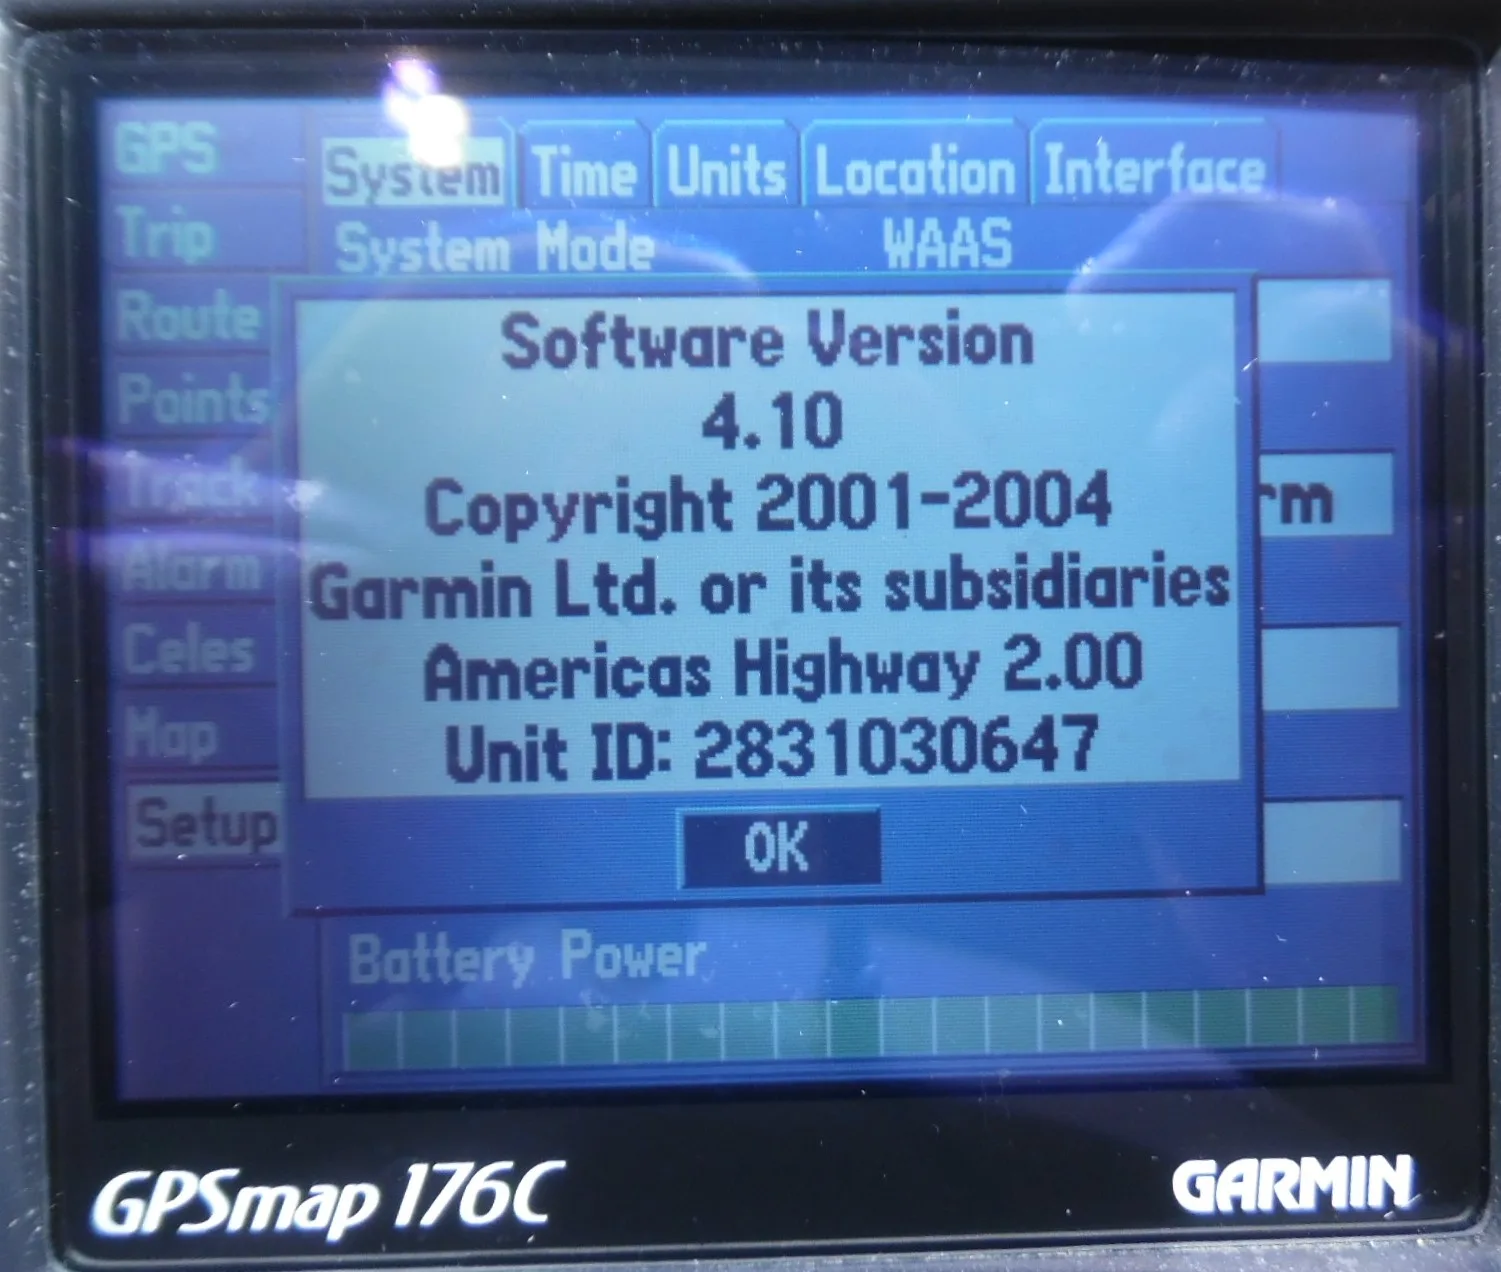 GPS
System Time Units Location Interface
Trip
System Mode WAAS
Route
Points
Track
Alarm
Celes
Map
Setup
Software Version
4.10
Copyright 2001-2004
Garmin Ltd. or its subsidiaries
Americas Highway 2.00
Unit ID: 2831030647
rm
OK
Battery Power
GPSmap 176C
GARMIN